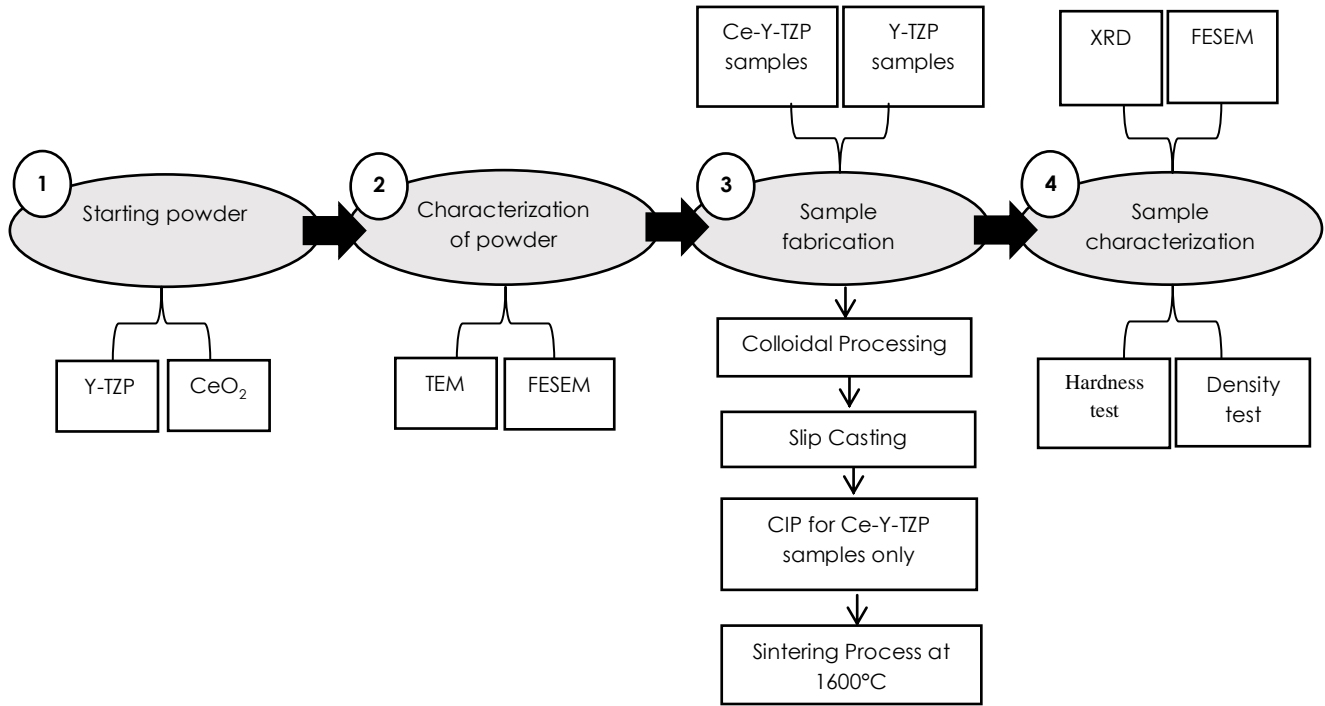 1
Starting powder
Y-TZP
CeO₂
2
Characterization
of powder
TEM
FESEM
Ce-Y-TZP
samples
Y-TZP
samples
3
Sample
fabrication
Colloidal Processing
Slip Casting
CIP for Ce-Y-TZP
samples only
Sintering Process at
1600°C
XRD
FESEM
4
Sample
characterization
Hardness
test
Density
test